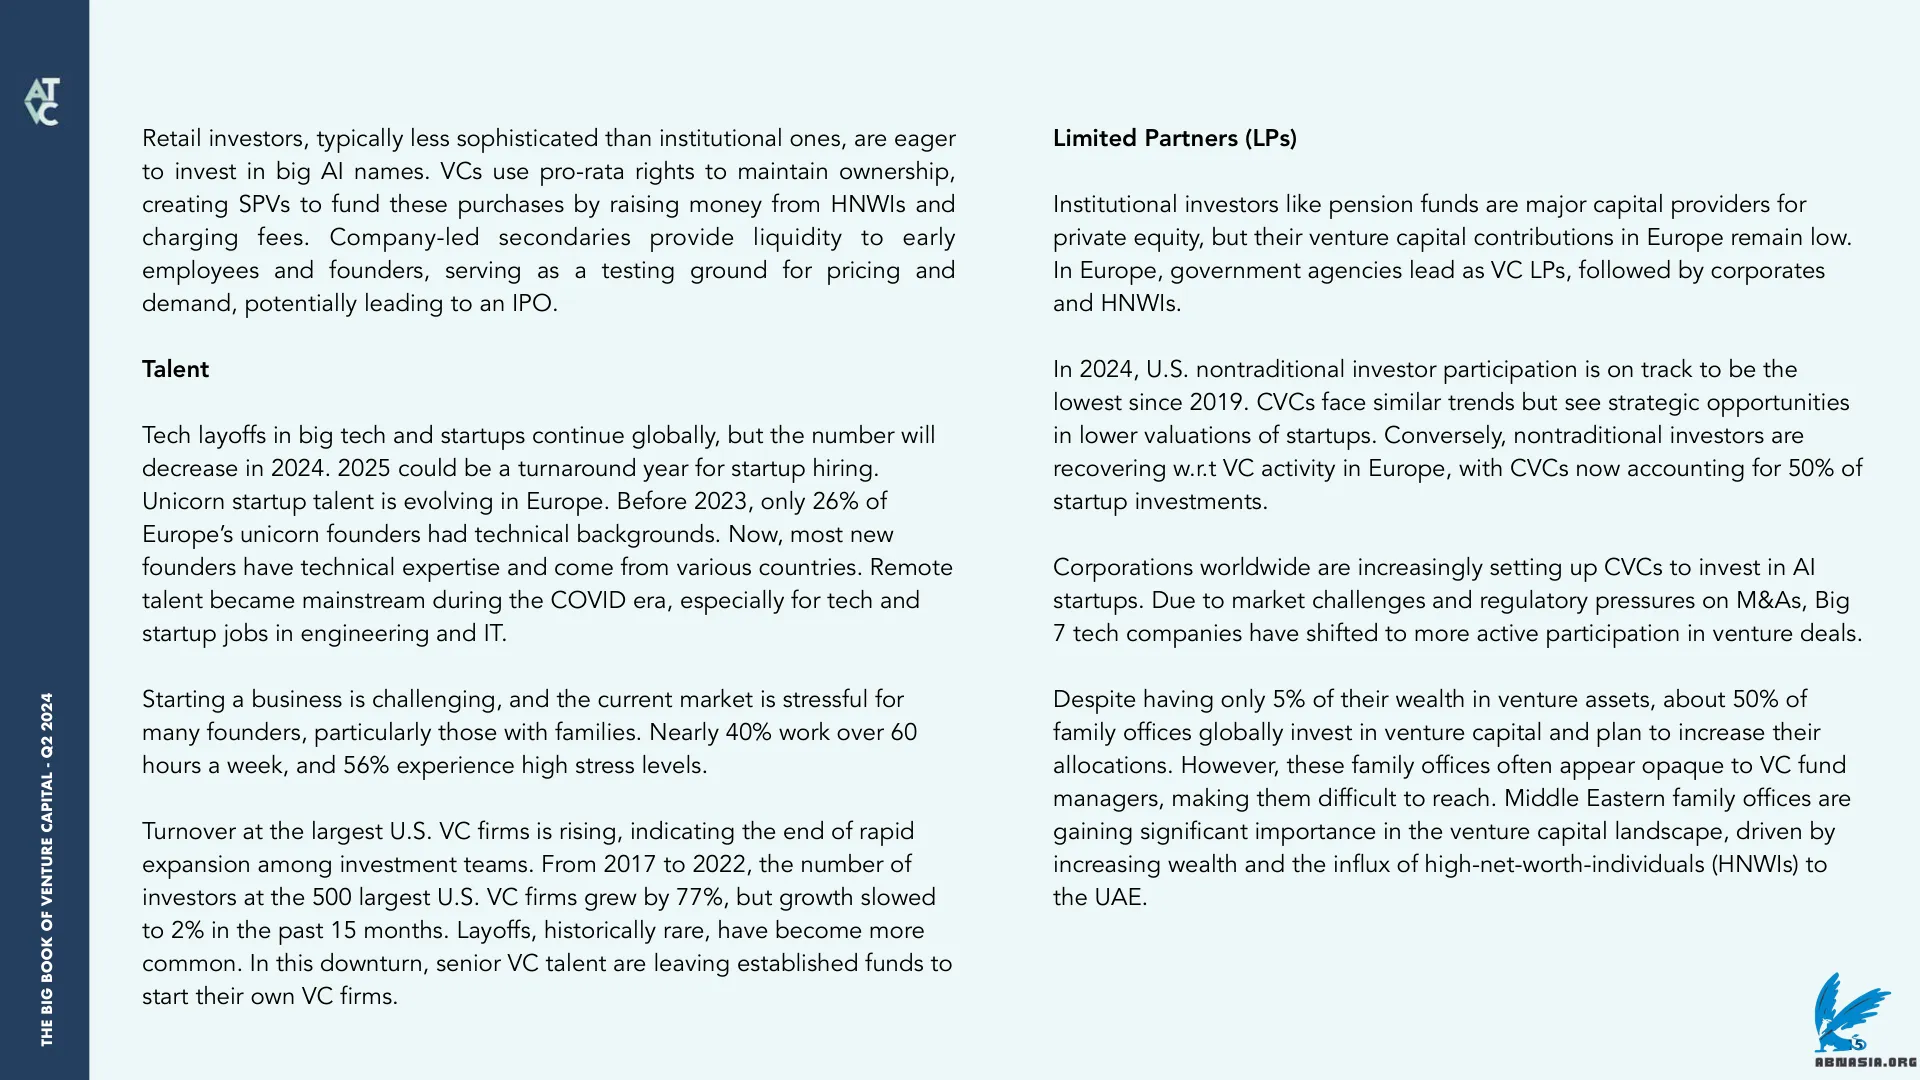 AT
VC
THE BIG BOOK OF VENTURE CAPITAL - Q2 2024
Retail investors, typically less sophisticated than institutional ones, are eager
to invest in big AI names. VCs use pro-rata rights to maintain ownership,
creating SPVs to fund these purchases by raising money from HNWIs and
charging fees. Company-led secondaries provide liquidity to early
employees and founders, serving as a testing ground for pricing and
demand, potentially leading to an IPO.
Talent
Tech layoffs in big tech and startups continue globally, but the number will
decrease in 2024. 2025 could be a turnaround year for startup hiring.
Unicorn startup talent is evolving in Europe. Before 2023, only 26% of
Europe’s unicorn founders had technical backgrounds. Now, most new
founders have technical expertise and come from various countries. Remote
talent became mainstream during the COVID era, especially for tech and
startup jobs in engineering and IT.
Starting a business is challenging, and the current market is stressful for
many founders, particularly those with families. Nearly 40% work over 60
hours a week, and 56% experience high stress levels.
Turnover at the largest U.S. VC firms is rising, indicating the end of rapid
expansion among investment teams. From 2017 to 2022, the number of
investors at the 500 largest U.S. VC firms grew by 77%, but growth slowed
to 2% in the past 15 months. Layoffs, historically rare, have become more
common. In this downturn, senior VC talent are leaving established funds to
start their own VC firms.
Limited Partners (LPs)
Institutional investors like pension funds are major capital providers for
private equity, but their venture capital contributions in Europe remain low.
In Europe, government agencies lead as VC LPs, followed by corporates
and HNWIs.
In 2024, U.S. nontraditional investor participation is on track to be the
lowest since 2019. CVCs face similar trends but see strategic opportunities
in lower valuations of startups. Conversely, nontraditional investors are
recovering w.r.t VC activity in Europe, with CVCs now accounting for 50% of
startup investments.
Corporations worldwide are increasingly setting up CVCs to invest in AI
startups. Due to market challenges and regulatory pressures on M&As, Big
7 tech companies have shifted to more active participation in venture deals.
Despite having only 5% of their wealth in venture assets, about 50% of
family offices globally invest in venture capital and plan to increase their
allocations. However, these family offices often appear opaque to VC fund
managers, making them difficult to reach. Middle Eastern family offices are
gaining significant importance in the venture capital landscape, driven by
increasing wealth and the influx of high-net-worth-individuals (HNWIs) to
the UAE.
5
ABNASIA.ORG